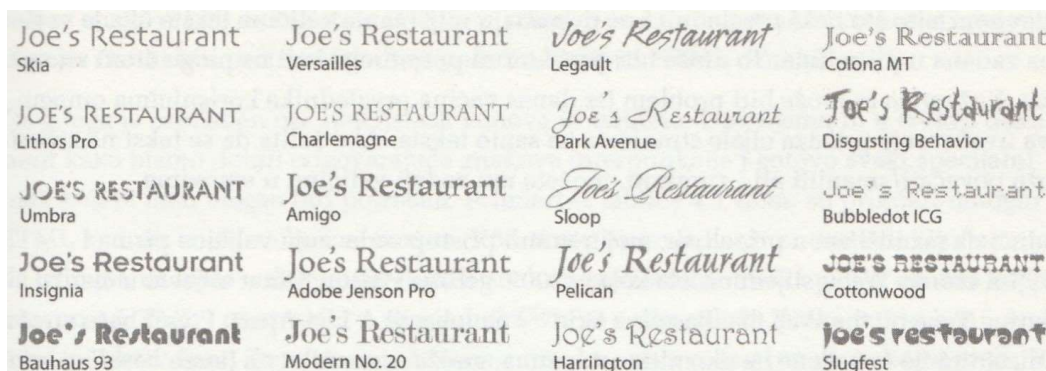 Joe's Restaurant Joe's Restaurant Joe's Restaurant Joe's Restaurant
Skia Versailles Legault Colona MT
JOE'S RESTAURANT JOE'S RESTAURANT Joe's Restaurant Joe's Restaurant
Lithos Pro Charlemagne Park Avenue Disgusting Behavior
JOE'S RESTAURANT Joe's Restaurant Joe's Restaurant Joe's Restaurant
Umbra Amigo Sloop Bubbledot ICG
Joe's Restaurant Joe's Restaurant Joe's Restaurant JOE'S RESTAURANT
Insignia Adobe Jenson Pro Pelican Cottonwood
Joe's Restaurant Joe's Restaurant Joe's Restaurant joe's restaurant
Bauhaus 93 Modern No. 20 Harrington Slugfest